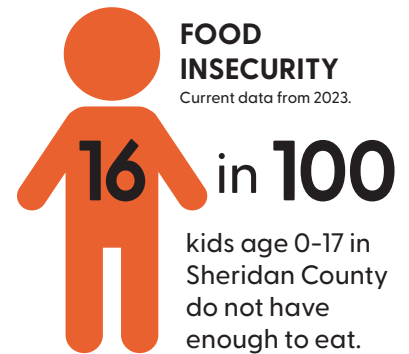 FOOD
INSECURITY
Current data from 2023.
16 in 100
kids age 0-17 in
Sheridan County
do not have
enough to eat.